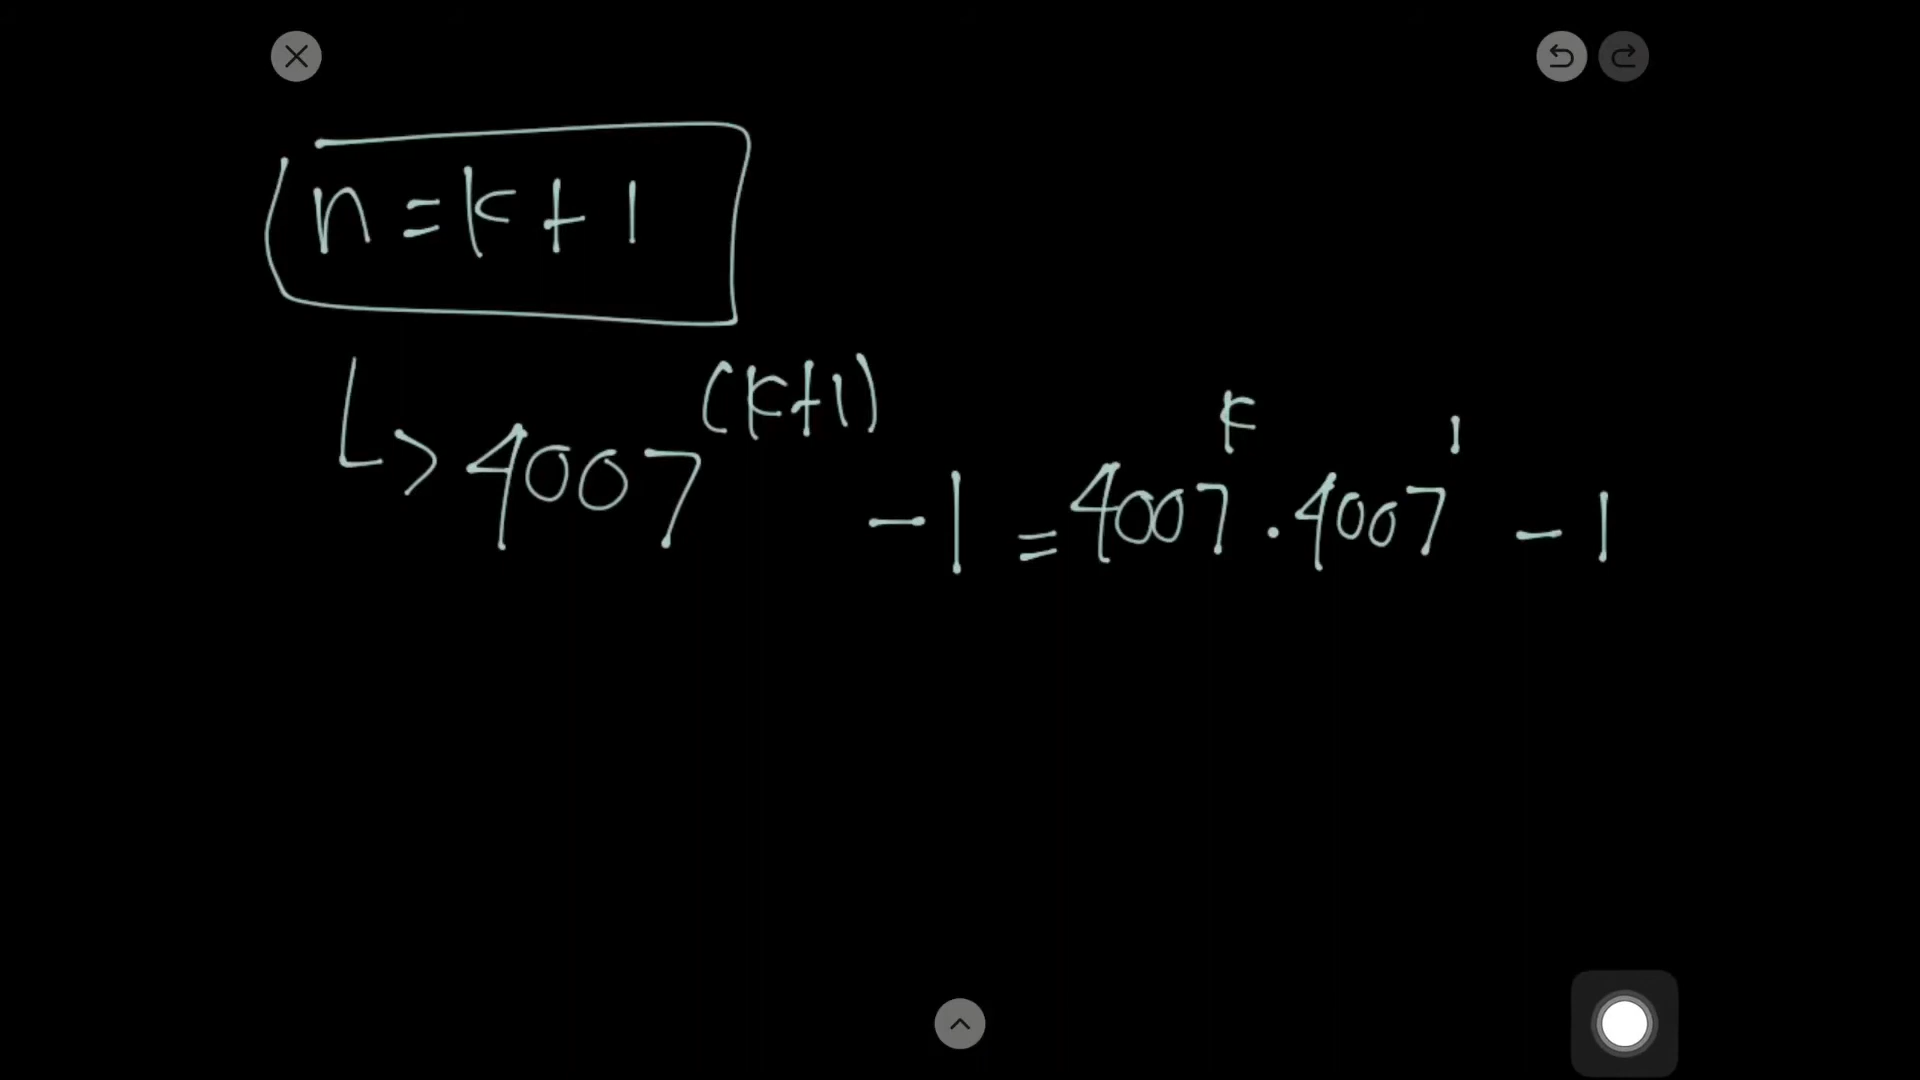 n = k + 1
↳ 4007^(k+1) - 1 = 4007^k · 4007^1 - 1